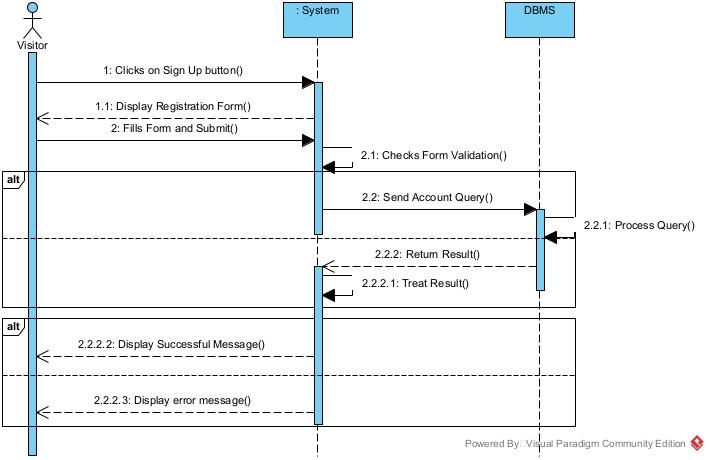 : System
DBMS
Visitor
1: Clicks on Sign Up button()
1.1: Display Registration Form()
2: Fills Form and Submit()
2.1: Checks Form Validation()
alt
2.2: Send Account Query()
2.2.1: Process Query()
2.2.2: Return Result()
2.2.2.1: Treat Result()
alt
2.2.2.2: Display Successful Message()
2.2.2.3: Display error message()
Powered By Visual Paradigm Community Edition